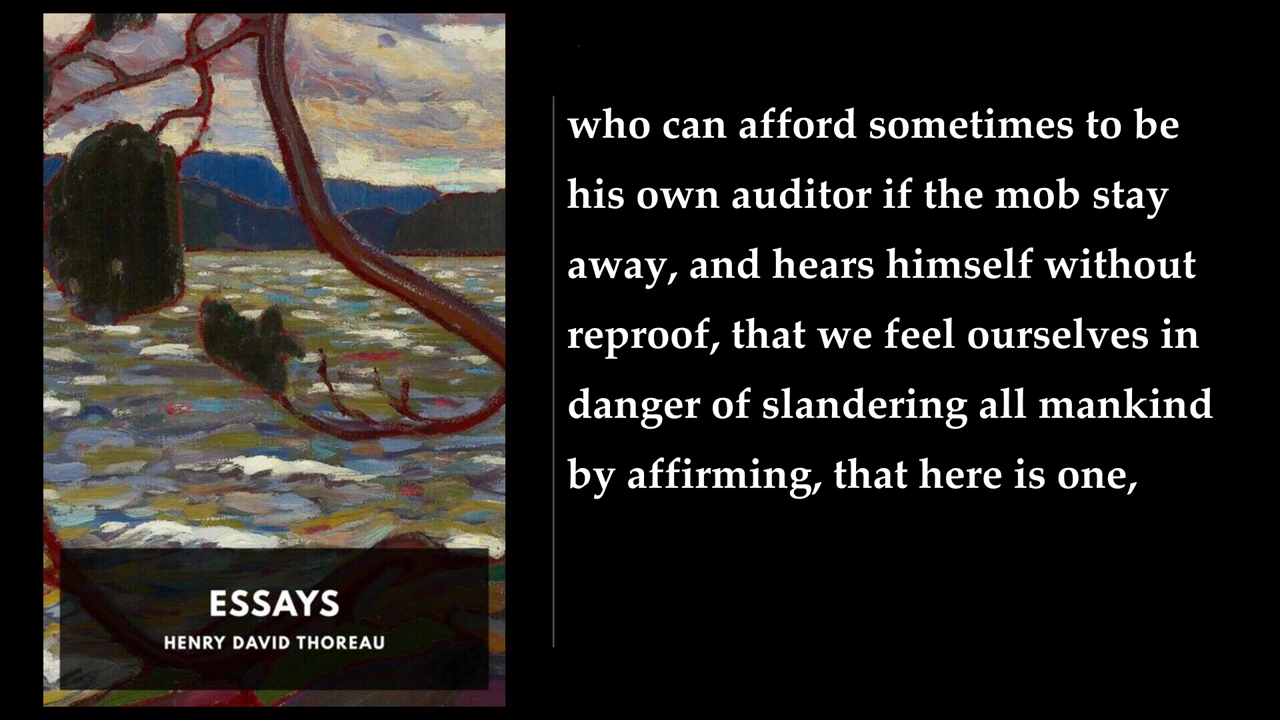 ESSAYS
HENRY DAVID THOREAU
who can afford sometimes to be
his own auditor if the mob stay
away, and hears himself without
reproof, that we feel ourselves in
danger of slandering all mankind
by affirming, that here is one,